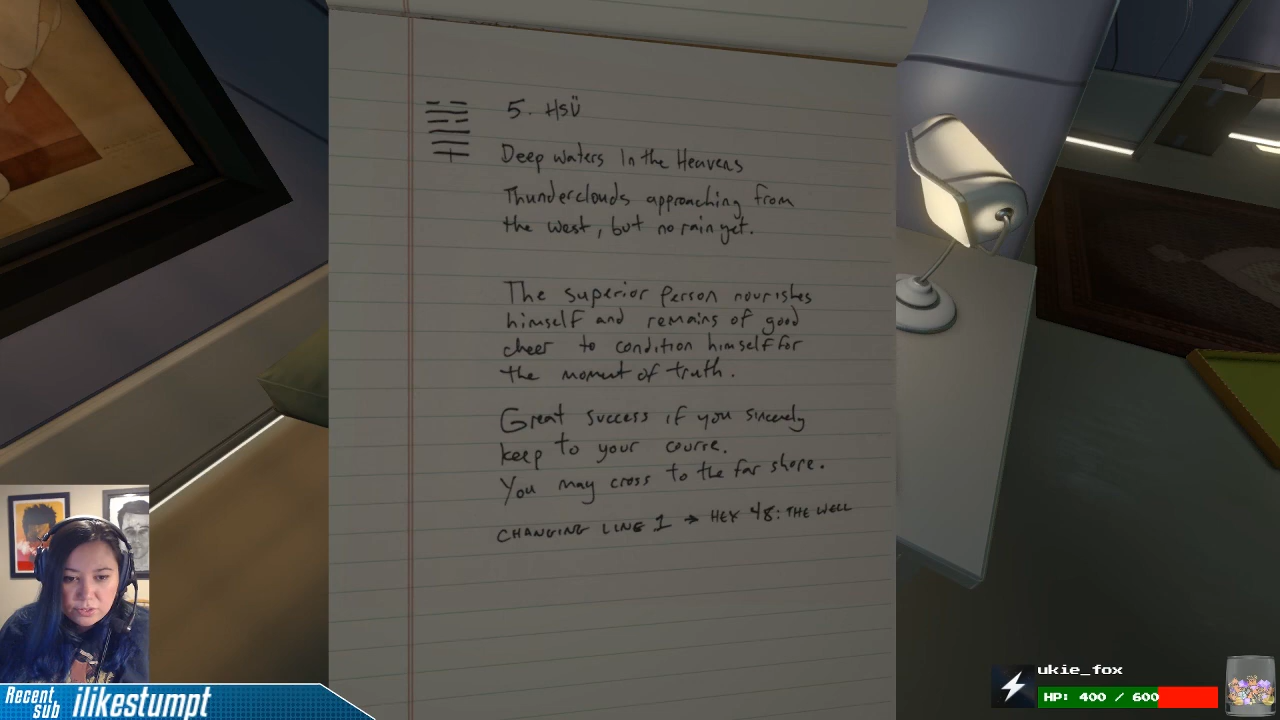 5. HSÜ
Deep Waters In the Heavens
Thunderclouds approaching from
the west, but no rain yet.
The superior Person nourishes
himself and remains of good
cheer to condition himself for
the moment of truth.
Great success if you sincerely
keep to your course.
You may cross to the far shore.
CHANGING LINE 1 → HEX 48: THE WELL
Recent
sub
ilikestumpt
ukie_fox
HP: 400 / 600